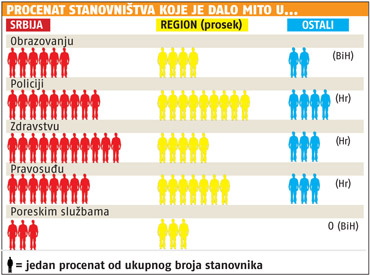 PROCENAT STANOVNIŠTVA KOJE JE DALO MITO U...
SRBIJA REGION (prosek) OSTALI
Obrazovanju
(BiH)
Policiji
(Hr)
Zdravstvu
(Hr)
Pravosuđu
(Hr)
Poreskim službama
0 (BiH)
= jedan procenat od ukupnog broja stanovnika